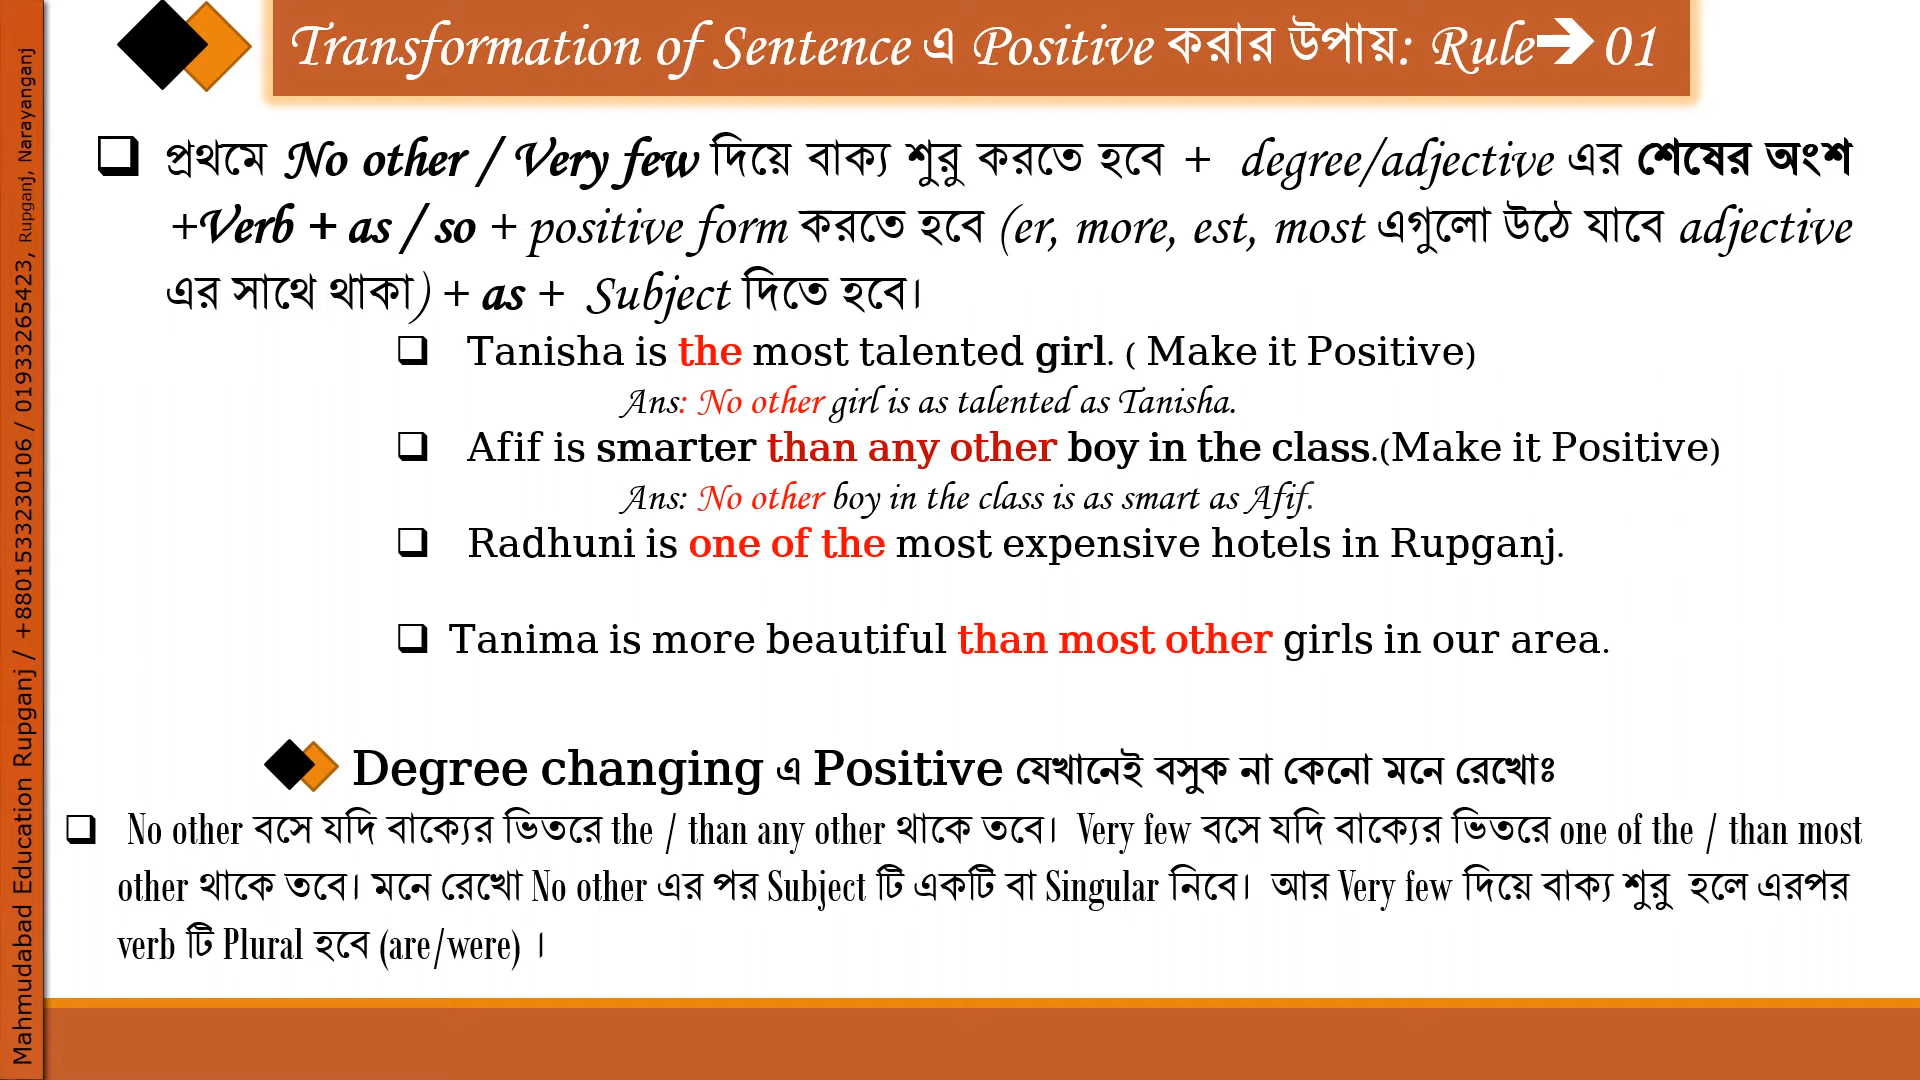 Transformation of Sentence এ Positive করার উপায়: Rule➔01
❑ প্রথমে No other / Very few দিয়ে বাক্য শুরু করতে হবে + degree/adjective এর শেষের অংশ
+Verb + as / so + positive form করতে হবে (er, more, est, most এগুলো উঠে যাবে adjective
এর সাথে থাকা) + as + Subject দিতে হবে।
❑ Tanisha is the most talented girl. ( Make it Positive)
Ans: No other girl is as talented as Tanisha.
❑ Afif is smarter than any other boy in the class.(Make it Positive)
Ans: No other boy in the class is as smart as Afif.
❑ Radhuni is one of the most expensive hotels in Rupganj.
❑ Tanima is more beautiful than most other girls in our area.
Degree changing এ Positive যেখানেই বসুক না কেনো মনে রেখোঃ
❑ No other বসে যদি বাক্যের ভিতরে the / than any other থাকে তবে। Very few বসে যদি বাক্যের ভিতরে one of the / than most
other থাকে তবে। মনে রেখো No other এর পর Subject টি একটি বা Singular নিবে। আর Very few দিয়ে বাক্য শুরু হলে এরপর
verb টি Plural হবে (are/were) ।
Mahmudabad Education Rupganj / +8801533230106 / 01933265423, Rupganj, Narayanganj